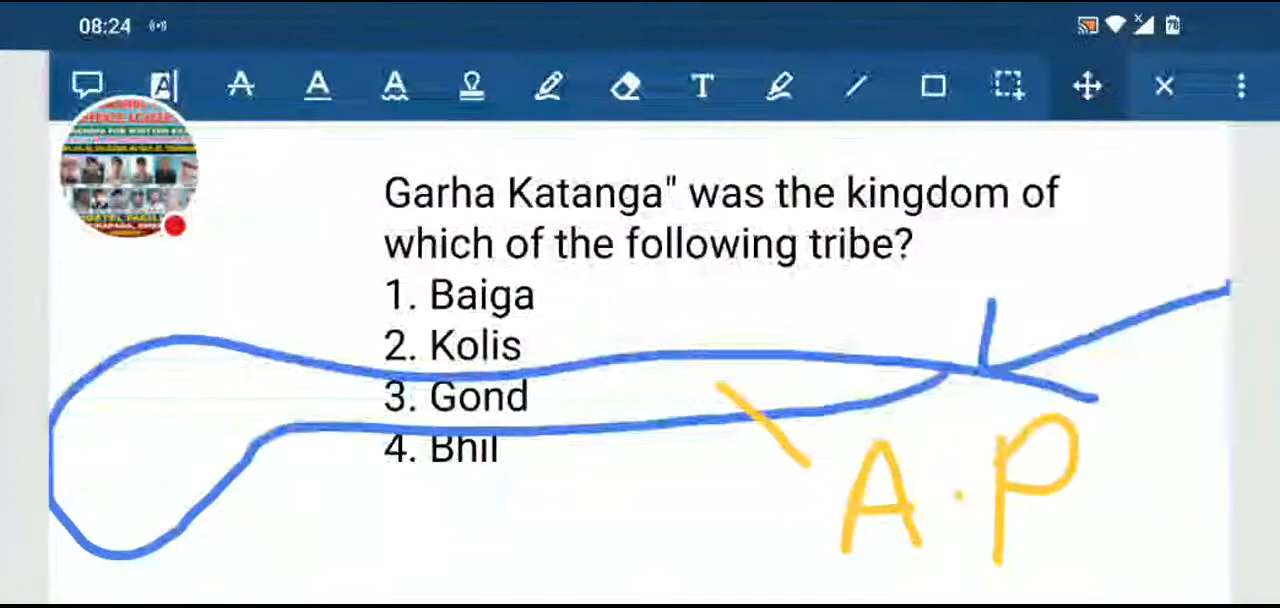 08:24
78
Garha Katanga" was the kingdom of
which of the following tribe?
1. Baiga
2. Kolis
3. Gond
4. Bhil
A.P